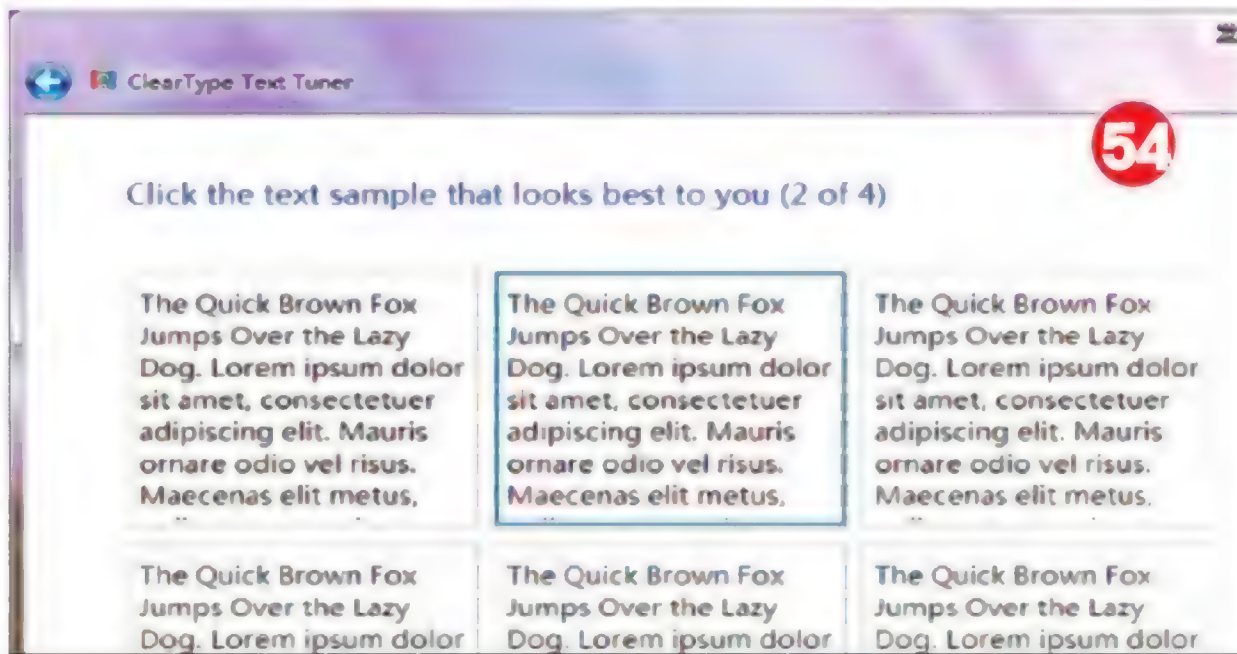 ClearType Text Tuner
54
Click the text sample that looks best to you (2 of 4)
The Quick Brown Fox
Jumps Over the Lazy
Dog. Lorem ipsum dolor
sit amet, consectetuer
adipiscing elit. Mauris
ornare odio vel risus.
Maecenas elit metus,
The Quick Brown Fox
Jumps Over the Lazy
Dog. Lorem ipsum dolor
sit amet, consectetuer
adipiscing elit. Mauris
ornare odio vel risus.
Maecenas elit metus,
The Quick Brown Fox
Jumps Over the Lazy
Dog. Lorem ipsum dolor
sit amet, consectetuer
adipiscing elit. Mauris
ornare odio vel risus.
Maecenas elit metus,
The Quick Brown Fox
Jumps Over the Lazy
Dog. Lorem ipsum dolor
The Quick Brown Fox
Jumps Over the Lazy
Dog. Lorem ipsum dolor
The Quick Brown Fox
Jumps Over the Lazy
Dog. Lorem ipsum dolor